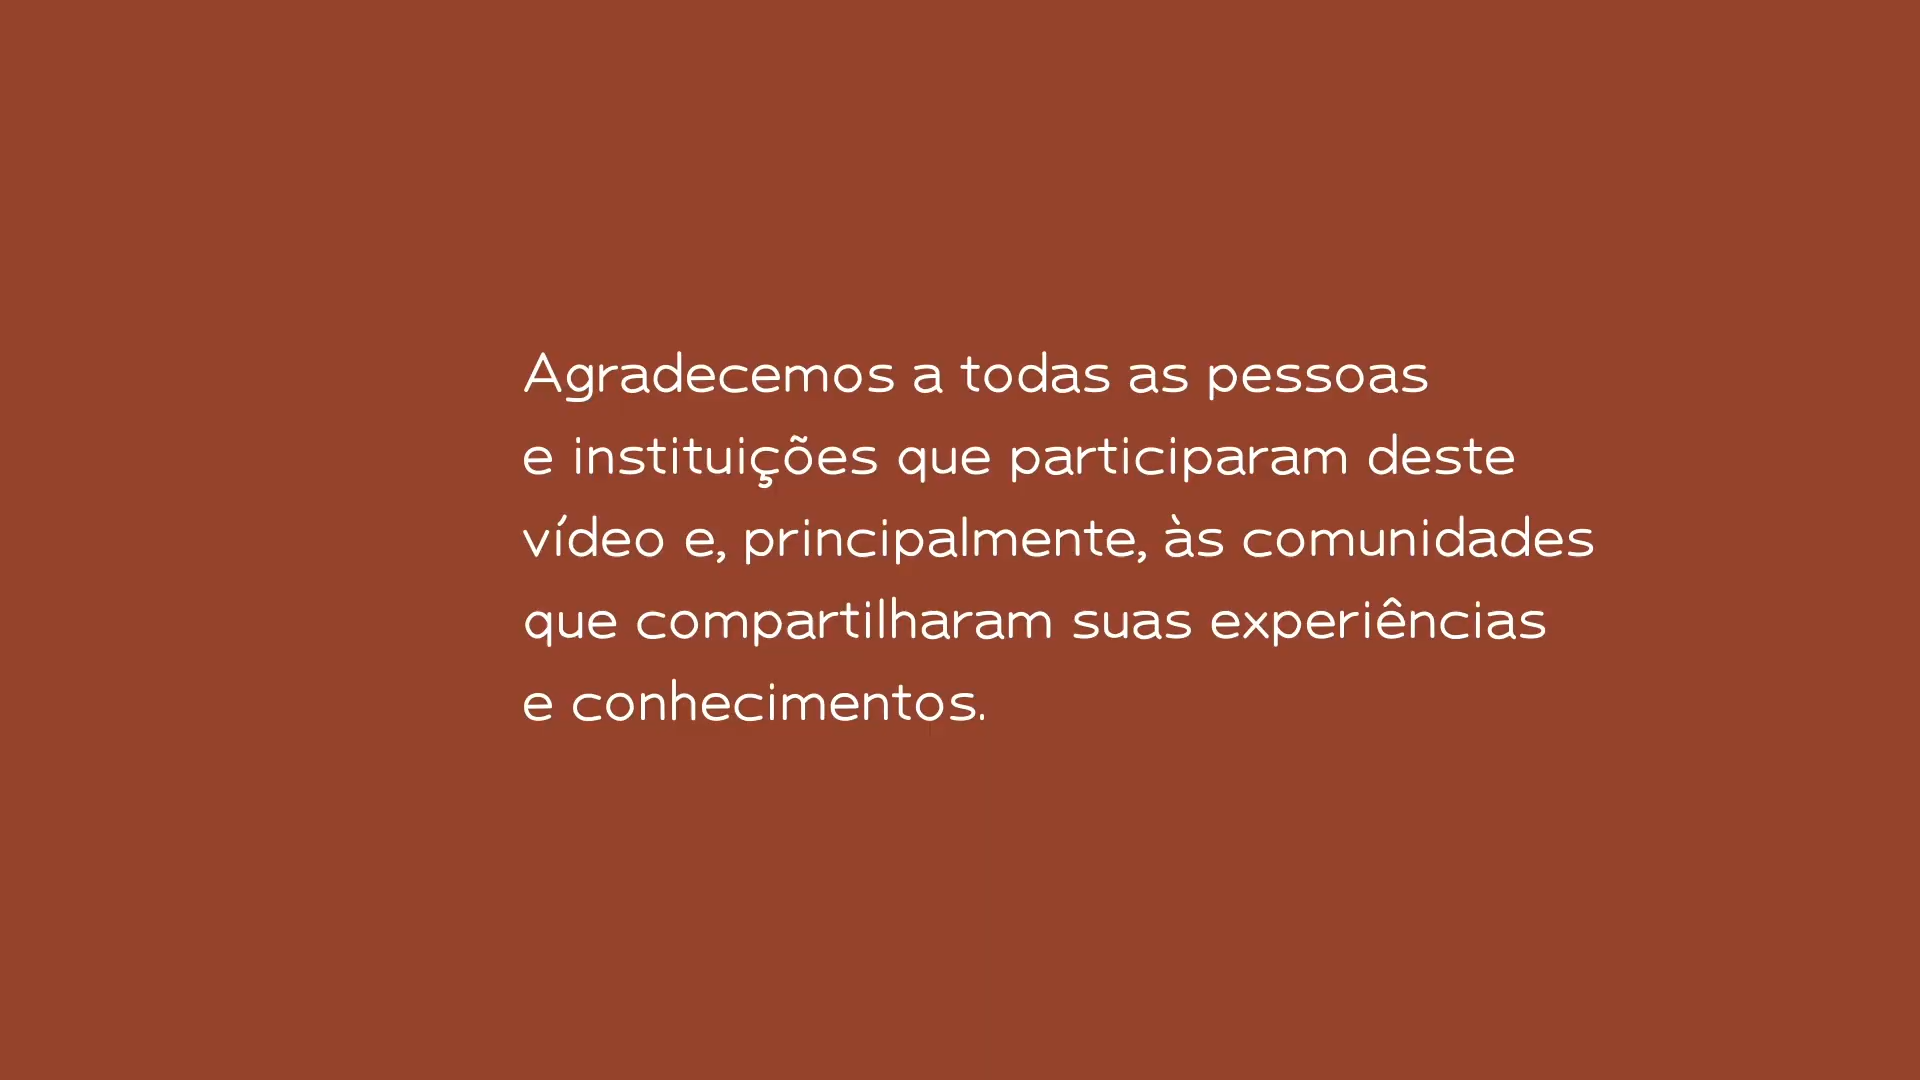 Agradecemos a todas as pessoas
e instituições que participaram deste
vídeo e, principalmente, às comunidades
que compartilharam suas experiências
e conhecimentos.